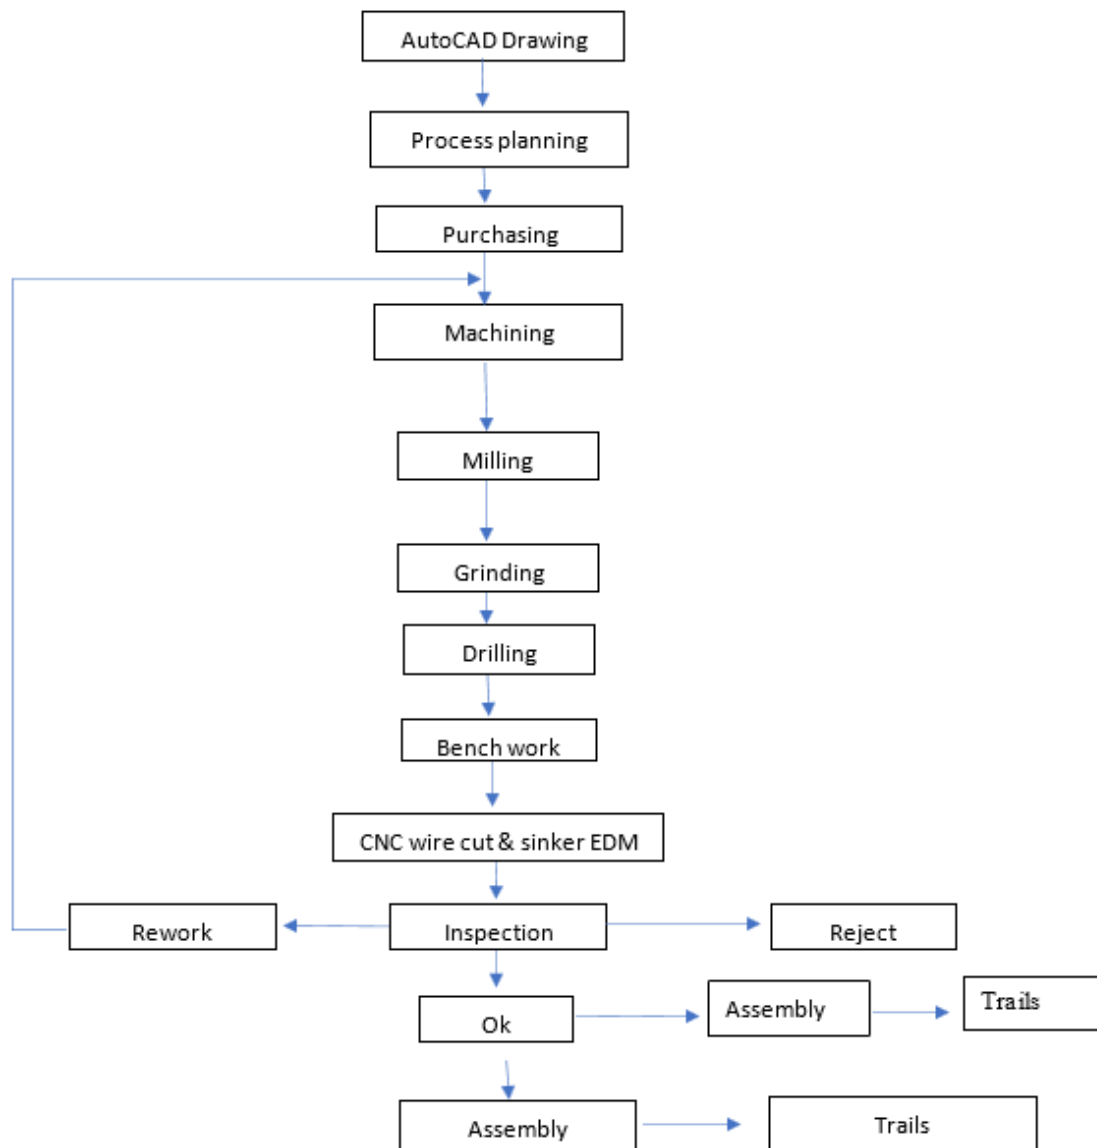 AutoCAD Drawing
Process planning
Purchasing
Machining
Milling
Grinding
Drilling
Bench work
CNC wire cut & sinker EDM
Rework
Inspection
Reject
Ok
Assembly
Trails
Assembly
Trails